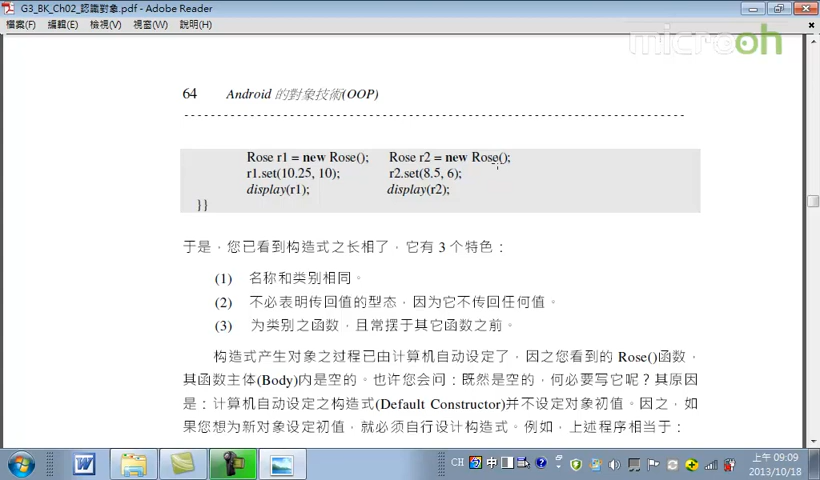 G3_BK_Ch02_認識對象.pdf - Adobe Reader
檔案(F) 編輯(E) 檢視(V) 視窗(W) 說明(H)
microoh
64 Android 的對象技術(OOP)
Rose r1 = new Rose(); Rose r2 = new Rose();
r1.set(10.25, 10); r2.set(8.5, 6);
display(r1); display(r2);
}}
于是，您已看到构造式之长相了，它有 3 个特色：
(1) 名称和类别相同。
(2) 不必表明传回值的型态，因为它不传回任何值。
(3) 为类别之函数，且常摆于其它函数之前。
构造式产生对象之过程已由计算机自动设定了，因之您看到的 Rose()函数，
其函数主体(Body)内是空的。也许您会问：既然是空的，何必要写它呢？其原因
是：计算机自动设定之构造式(Default Constructor)并不设定对象初值。因之，如
果您想为新对象设定初值，就必须自行设计构造式。例如，上述程序相当于：
CH 中 上午 09:09
2013/10/18